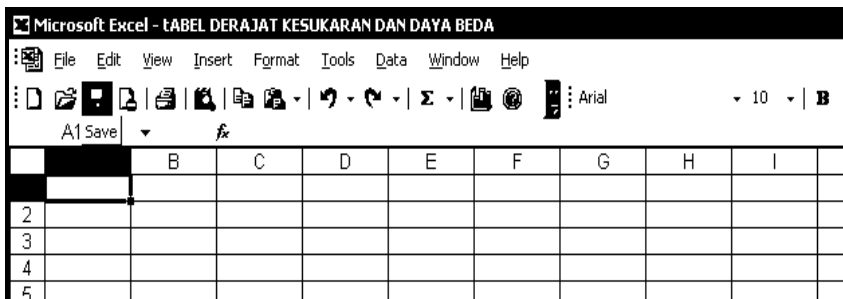 Microsoft Excel - tABEL DERAJAT KESUKARAN DAN DAYA BEDA
File Edit View Insert Format Tools Data Window Help
Σ Arial 10 B
A1 Save fx
B C D E F G H I
2
3
4
5